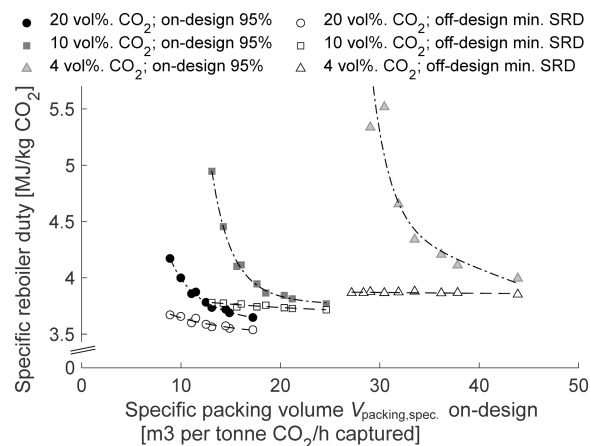 20 vol%. CO2; on-design 95%
20 vol%. CO2; off-design min. SRD
10 vol%. CO2; on-design 95%
10 vol%. CO2; off-design min. SRD
4 vol%. CO2; on-design 95%
4 vol%. CO2; off-design min. SRD
Specific reboiler duty [MJ/kg CO2]
5.5
5
4.5
4
3.5
0
0
10
20
30
40
50
Specific packing volume Vpacking,spec. on-design
[m3 per tonne CO2/h captured]